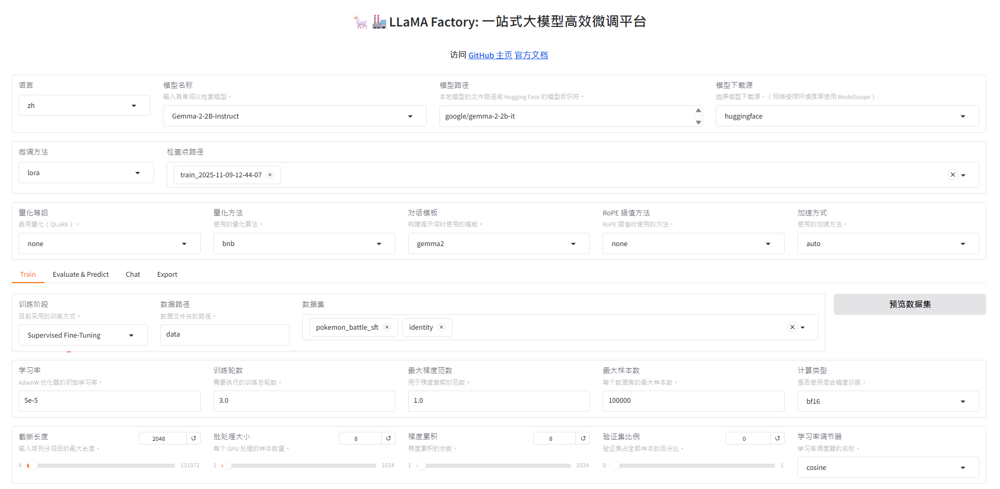 LLaMA Factory: 一站式大模型高效微调平台
访问 GitHub 主页 官方文档
语言
zh
模型名称
输入首单词以检索模型。
Gemma-2-2B-Instruct
模型路径
本地模型的文件路径或 Hugging Face 的模型标识符。
google/gemma-2-2b-it
模型下载源
选择模型下载源。（网络受限环境推荐使用 ModelScope）
huggingface
微调方法
lora
检查点路径
train_2025-11-09-12-44-07
量化等级
启用量化（QLoRA）。
none
量化方法
使用的量化算法。
bnb
对话模板
构建提示词时使用的模板。
gemma2
RoPE 插值方法
RoPE 插值时使用的方法。
none
加速方式
使用的加速方法。
auto
Train Evaluate & Predict Chat Export
训练阶段
目前采用的训练方式。
Supervised Fine-Tuning
数据路径
数据文件夹的路径。
data
数据集
pokemon_battle_sft identity
预览数据集
学习率
AdamW 优化器的初始学习率。
5e-5
训练轮数
需要执行的训练总轮数。
3.0
最大梯度范数
用于梯度裁剪的范数。
1.0
最大样本数
每个数据集的最大样本数。
100000
计算类型
是否使用混合精度训练。
bf16
截断长度 2048
输入序列分词后的最大长度。
4 131072
批处理大小 8
每个 GPU 处理的样本数量。
1 1024
梯度累积 8
梯度累积的步数。
1 1024
验证集比例 0
验证集占全部样本的百分比。
0 1
学习率调节器
学习率调度器的名称。
cosine